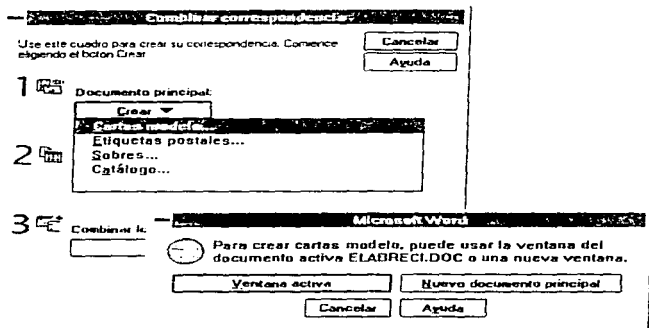 Combinar correspondencia
Use este cuadro para crear su correspondencia. Comience
eligiendo el botón Crear
Cancelar
Ayuda
1
Documento principal:
Crear
Cartas modelo...
Etiquetas postales...
Sobres...
Catálogo...
2
3
Combinar lo
Microsoft Word
Para crear cartas modelo, puede usar la ventana del
documento activa ELABRECI.DOC o una nueva ventana.
Ventana activa
Nuevo documento principal
Cancelar
Ayuda